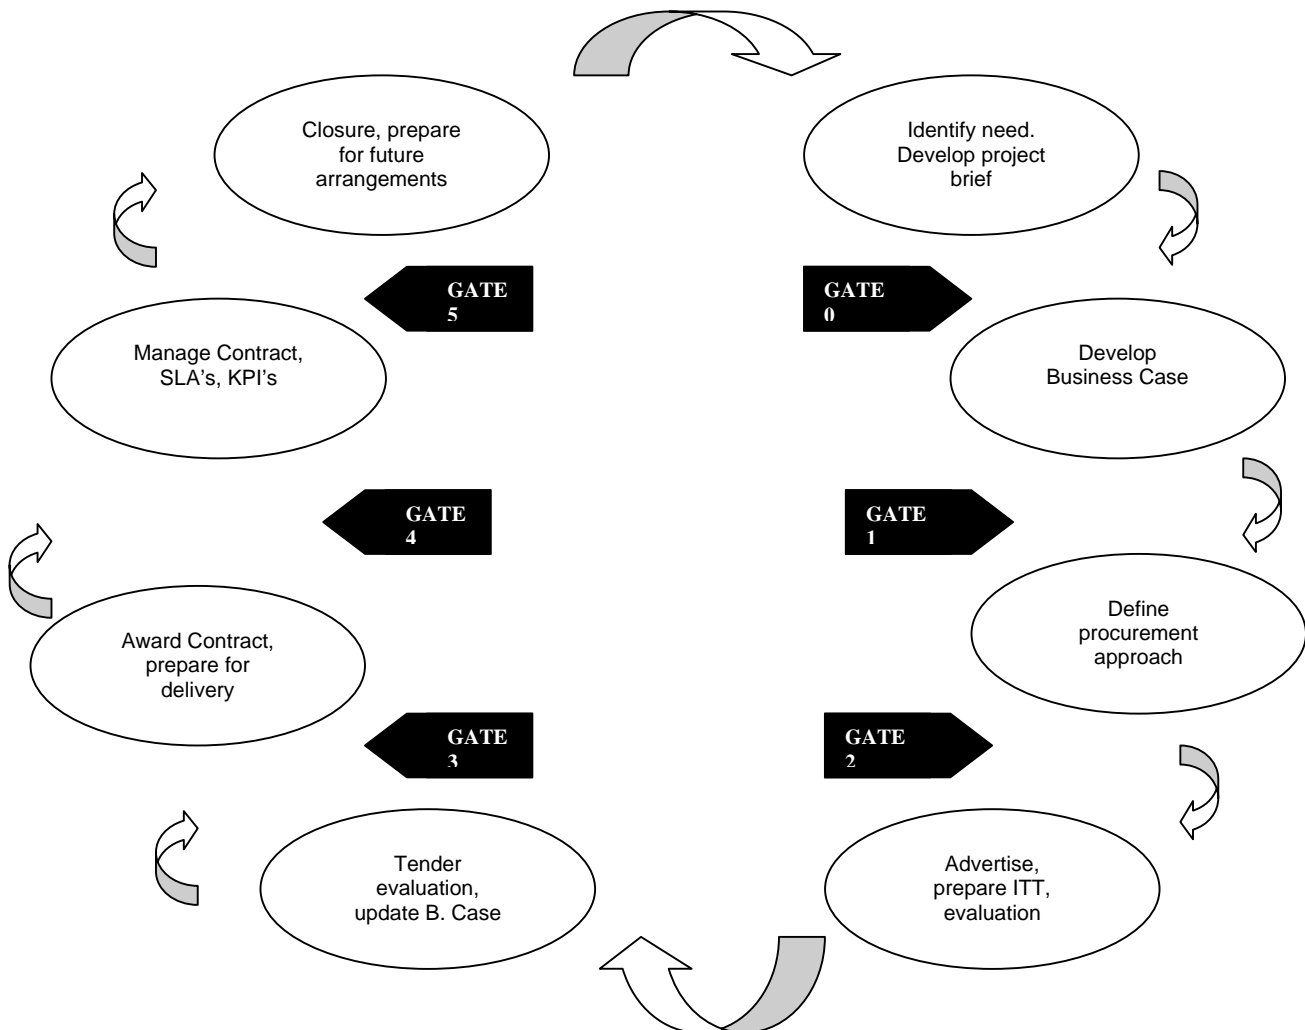 Closure, prepare
for future
arrangements
Identify need.
Develop project
brief
GATE
5
GATE
0
Manage Contract,
SLA's, KPI's
Develop
Business Case
GATE
4
GATE
1
Award Contract,
prepare for
delivery
Define
procurement
approach
GATE
3
GATE
2
Tender
evaluation,
update B. Case
Advertise,
prepare ITT,
evaluation